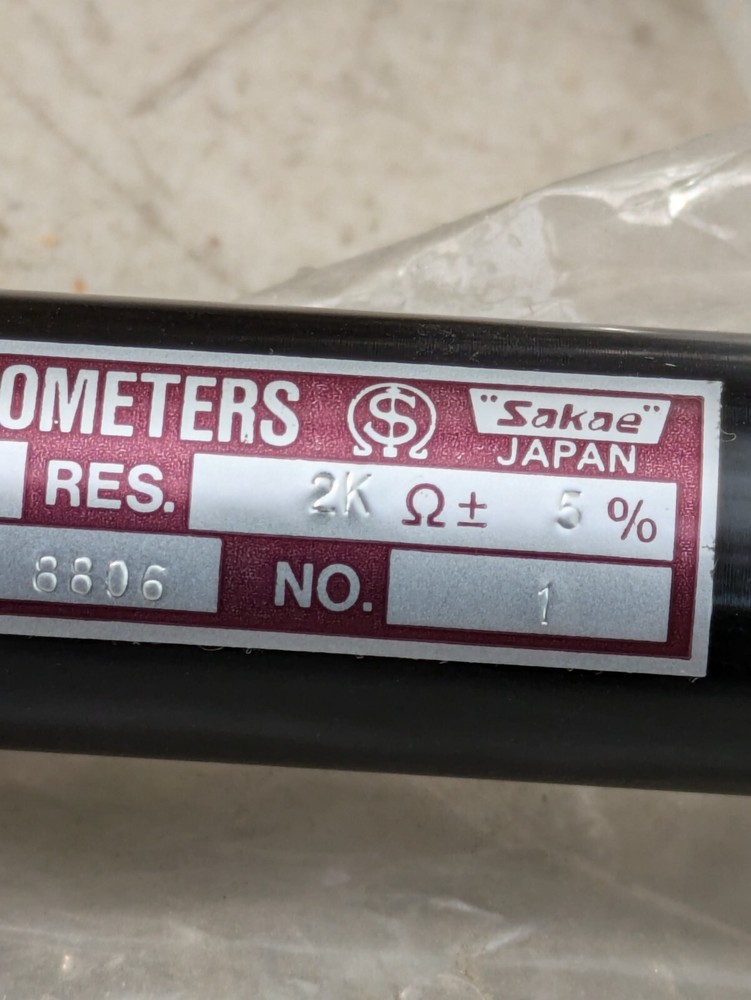 OMETERS "Sakae"
JAPAN
RES. 2K Ω ± 5 %
8806 NO. 1